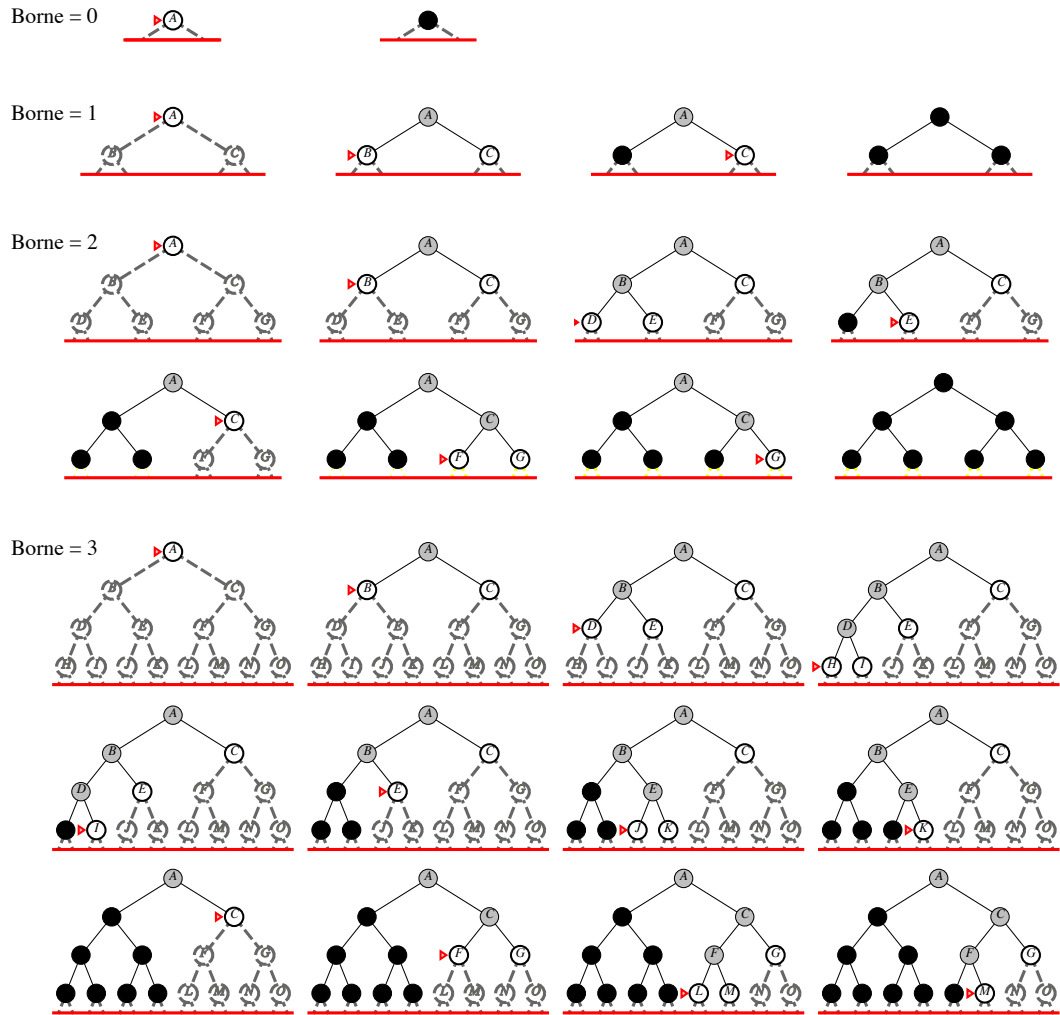 Borne = 0 A
Borne = 1 A A A
B C B C C
Borne = 2 A A A A
B C B C B C B C
D E F G D E F G D E F G E F G
A A A
C C C
F G F G G
Borne = 3 A A A A
B C B C B C B C
D E F G D E F G D E F G D E F G
H I J K L M N O H I J K L M N O H I J K L M N O H I J K L M N O
A A A A
B C B C B C B C
D E F G E F G E F G E F G
I J K L M N O J K L M N O J K L M N O K L M N O
A A A A
C C C C
F G F G F G F G
L M N O L M N O L M N O M N O